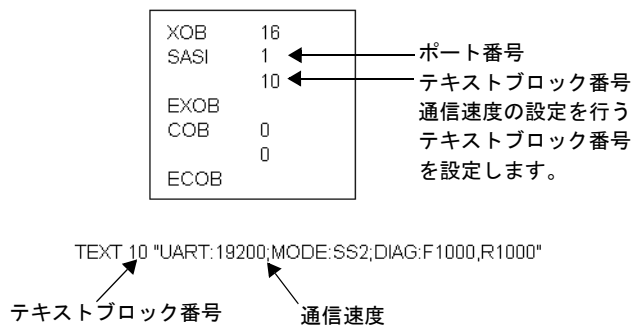 XOB 16
SASI 1
10
EXOB
COB 0
0
ECOB
ポート番号
テキストブロック番号
通信速度の設定を行う
テキストブロック番号
を設定します。
TEXT 10 "UART:19200;MODE:SS2;DIAG:F1000,R1000"
テキストブロック番号
通信速度